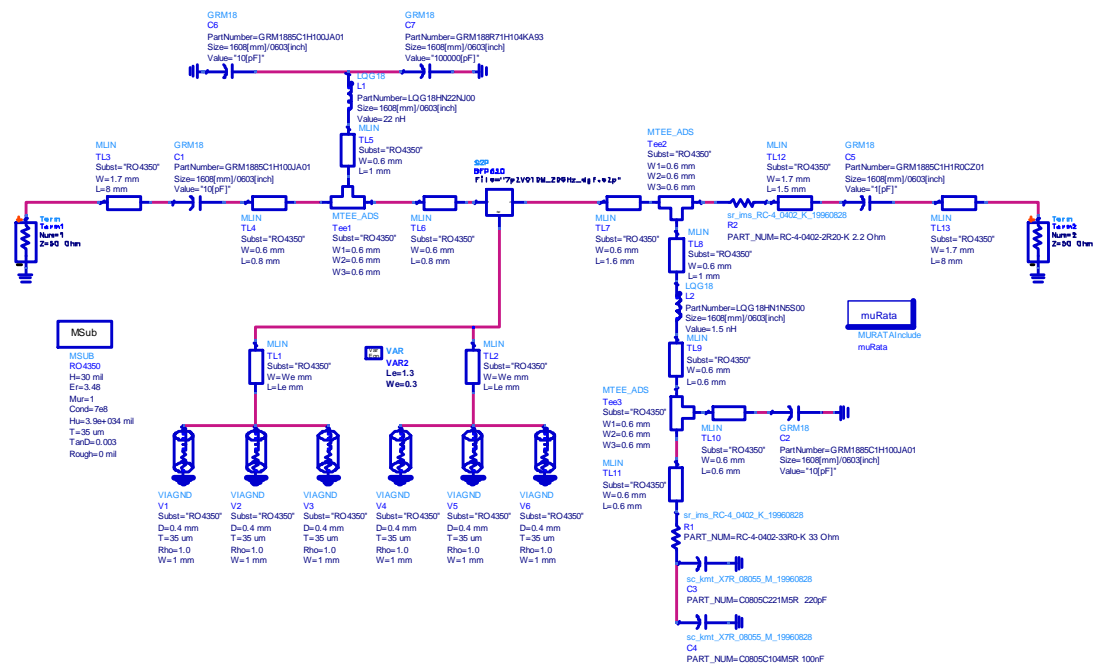 GRM18
C6
PartNumber=GRM1885C1H100JA01
Size=1608[mm]/0603[inch]
Value="10[pF]"
GRM18
C7
PartNumber=GRM188R71H104KA93
Size=1608[mm]/0603[inch]
Value="100000[pF]"
LQG18
L1
PartNumber=LQG18HN22NJ00
Size=1608[mm]/0603[inch]
Value=22 nH
MLIN
TL5
Subst="RO4350"
W=0.6 mm
L=1 mm
MLIN
TL3
Subst="RO4350"
W=1.7 mm
L=8 mm
GRM18
C1
PartNumber=GRM1885C1H100JA01
Size=1608[mm]/0603[inch]
Value="10[pF]"
S2P
MTEE_ADS
Tee2
Subst="RO4350"
W1=0.6 mm
W2=0.6 mm
W3=0.6 mm
MLIN
TL12
Subst="RO4350"
W=1.7 mm
L=1.5 mm
GRM18
C5
PartNumber=GRM1885C1H1R0CZ01
Size=1608[mm]/0603[inch]
Value="1[pF]"
Term
Term1
Num=1
Z=50 Ohm
MLIN
TL4
Subst="RO4350"
W=0.6 mm
L=0.8 mm
MTEE_ADS
Tee1
Subst="RO4350"
W1=0.6 mm
W2=0.6 mm
W3=0.6 mm
MLIN
TL6
Subst="RO4350"
W=0.6 mm
L=0.8 mm
MLIN
TL7
Subst="RO4350"
W=0.6 mm
L=1.6 mm
sr_ims_RC-4_0402_K_19960828
R2
PART_NUM=RC-4-0402-2R20-K 2.2 Ohm
MLIN
TL13
Subst="RO4350"
W=1.7 mm
L=8 mm
Term
Term2
Num=2
Z=50 Ohm
MLIN
TL8
Subst="RO4350"
W=0.6 mm
L=1 mm
LQG18
L2
PartNumber=LQG18HN1N5S00
Size=1608[mm]/0603[inch]
Value=1.5 nH
muRata
MURATAInclude
muRata
MSub
MSUB
RO4350
H=30 mil
Er=3.48
Mur=1
Cond=7e8
Hu=3.9e+034 mil
T=35 um
TanD=0.003
Rough=0 mil
MLIN
TL1
Subst="RO4350"
W=We mm
L=Le mm
VAR
VAR2
Le=1.3
We=0.3
MLIN
TL2
Subst="RO4350"
W=We mm
L=Le mm
MLIN
TL9
Subst="RO4350"
W=0.6 mm
L=0.6 mm
MTEE_ADS
Tee3
Subst="RO4350"
W1=0.6 mm
W2=0.6 mm
W3=0.6 mm
MLIN
TL10
Subst="RO4350"
W=0.6 mm
L=0.6 mm
GRM18
C2
PartNumber=GRM1885C1H100JA01
Size=1608[mm]/0603[inch]
Value="10[pF]"
MLIN
TL11
Subst="RO4350"
W=0.6 mm
L=0.6 mm
VIAGND
V1
Subst="RO4350"
D=0.4 mm
T=35 um
Rho=1.0
W=1 mm
VIAGND
V2
Subst="RO4350"
D=0.4 mm
T=35 um
Rho=1.0
W=1 mm
VIAGND
V3
Subst="RO4350"
D=0.4 mm
T=35 um
Rho=1.0
W=1 mm
VIAGND
V4
Subst="RO4350"
D=0.4 mm
T=35 um
Rho=1.0
W=1 mm
VIAGND
V5
Subst="RO4350"
D=0.4 mm
T=35 um
Rho=1.0
W=1 mm
VIAGND
V6
Subst="RO4350"
D=0.4 mm
T=35 um
Rho=1.0
W=1 mm
sr_ims_RC-4_0402_K_19960828
R1
PART_NUM=RC-4-0402-33R0-K 33 Ohm
sc_kmt_X7R_08055_M_19960828
C3
PART_NUM=C0805C221M5R 220pF
sc_kmt_X7R_08055_M_19960828
C4
PART_NUM=C0805C104M5R 100nF